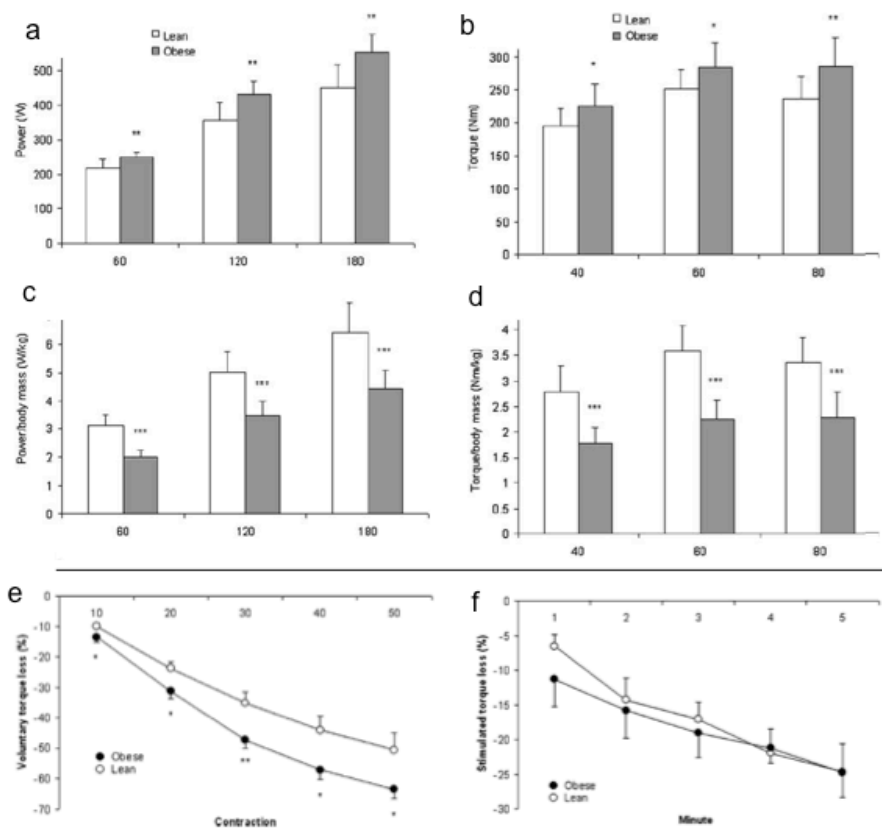 a
Lean
Obese
Power (W)
500
400
300
200
100
0
**
**
**
60 120 180
b
Lean
Obese
Torque (Nm)
300
250
200
150
100
50
0
*
*
**
40 60 80
c
Power/body mass (W/kg)
6
5
4
3
2
1
0
***
***
***
60 120 180
d
Torque/body mass (Nm/kg)
4
3.5
3
2.5
2
1.5
1
0.5
0
***
***
***
40 60 80
e
Voluntary torque loss (%)
0
-10
-20
-30
-40
-50
-60
-70
10 20 30 40 50
*
*
**
*
*
Obese
Lean
Contraction
f
Stimulated torque loss (%)
0
-5
-10
-15
-20
-25
-30
1 2 3 4 5
Obese
Lean
Minute